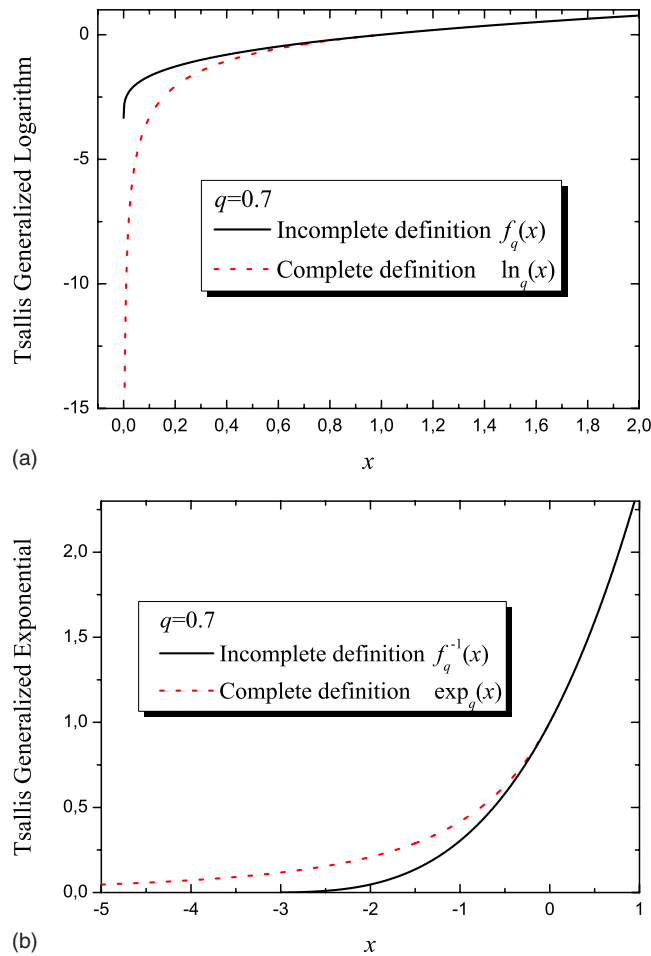 Tsallis Generalized Logarithm
0
-5
-10
-15
q=0.7
Incomplete definition f_q(x)
Complete definition ln_q(x)
0,0 0,2 0,4 0,6 0,8 1,0 1,2 1,4 1,6 1,8 2,0
(a)
x
Tsallis Generalized Exponential
2,0
1,5
1,0
0,5
0,0
q=0.7
Incomplete definition f_q^-1(x)
Complete definition exp_q(x)
-5 -4 -3 -2 -1 0 1
(b)
x